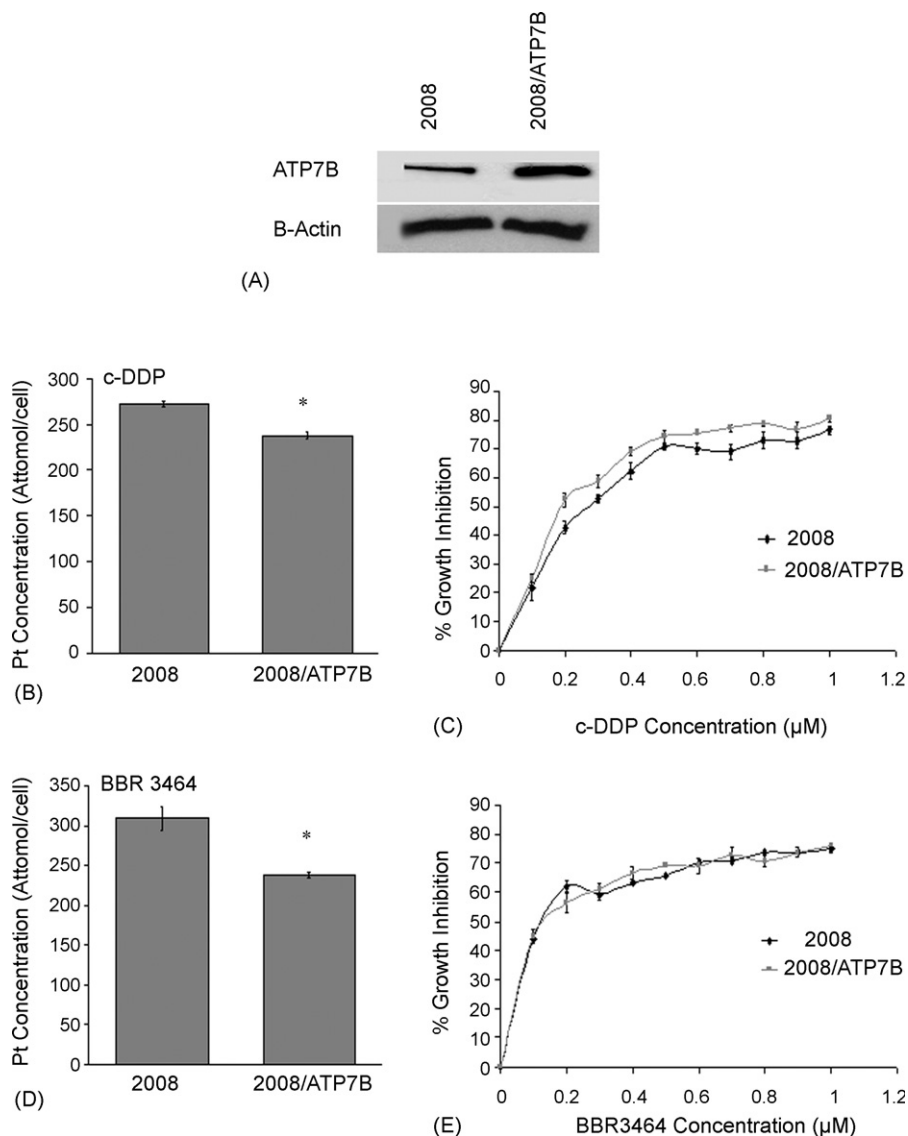 2008
2008/ATP7B
ATP7B
B-Actin
(A)
c-DDP
Pt Concentration (Attomol/cell)
300
250
200
150
100
50
0
*
2008
2008/ATP7B
(B)
% Growth Inhibition
90
80
70
60
50
40
30
20
10
0
2008
2008/ATP7B
0 0.2 0.4 0.6 0.8 1 1.2
c-DDP Concentration (µM)
(C)
BBR 3464
Pt Concentration (Attomol/cell)
350
300
250
200
150
100
50
0
*
2008
2008/ATP7B
(D)
% Growth Inhibition
90
80
70
60
50
40
30
20
10
0
2008
2008/ATP7B
0 0.2 0.4 0.6 0.8 1 1.2
BBR3464 Concentration (µM)
(E)